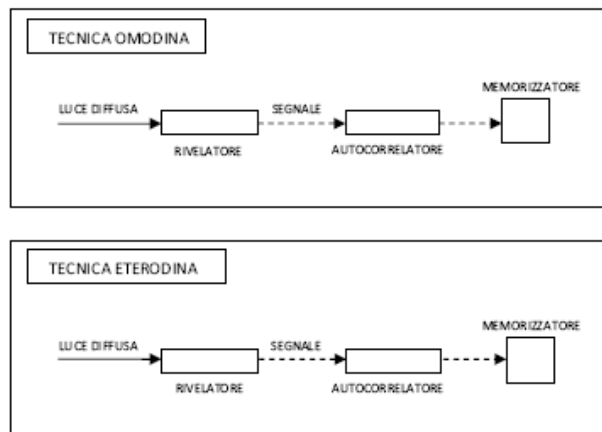 TECNICA OMODINA
MEMORIZZATORE
LUCE DIFFUSA
SEGNALE
RIVELATORE
AUTOCORRELATORE
TECNICA ETERODINA
MEMORIZZATORE
LUCE DIFFUSA
SEGNALE
RIVELATORE
AUTOCORRELATORE